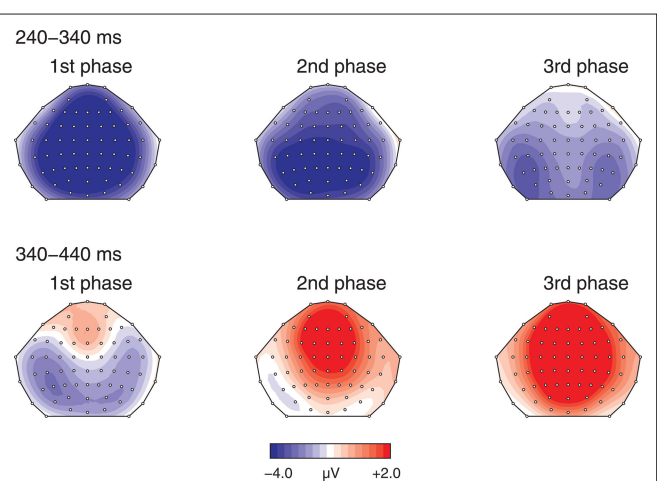 240–340 ms
1st phase 2nd phase 3rd phase
340–440 ms
1st phase 2nd phase 3rd phase
−4.0 μV +2.0